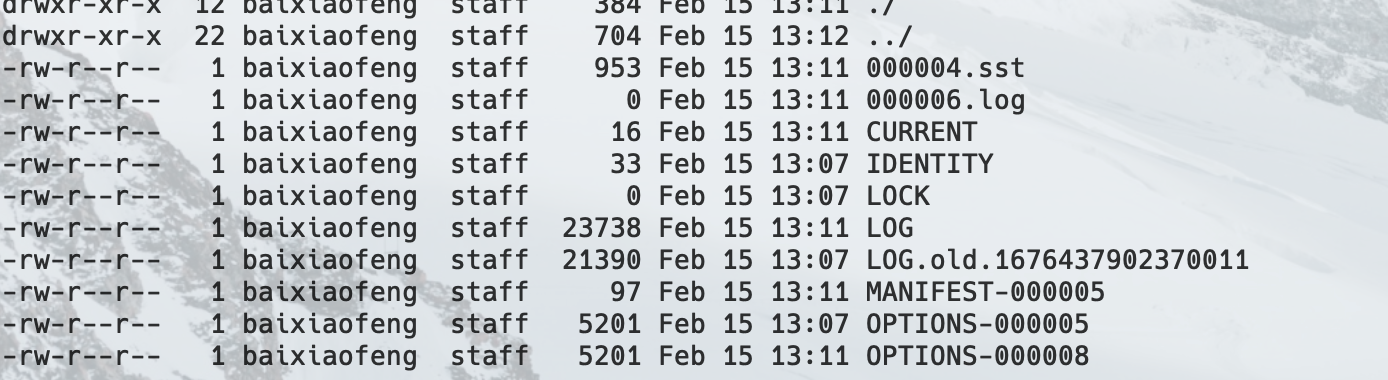 drwxr-xr-x  12 baixiaofeng  staff    384 Feb 15 13:11 ./
drwxr-xr-x  22 baixiaofeng  staff    704 Feb 15 13:12 ../
-rw-r--r--   1 baixiaofeng  staff    953 Feb 15 13:11 000004.sst
-rw-r--r--   1 baixiaofeng  staff      0 Feb 15 13:11 000006.log
-rw-r--r--   1 baixiaofeng  staff     16 Feb 15 13:11 CURRENT
-rw-r--r--   1 baixiaofeng  staff     33 Feb 15 13:07 IDENTITY
-rw-r--r--   1 baixiaofeng  staff      0 Feb 15 13:07 LOCK
-rw-r--r--   1 baixiaofeng  staff  23738 Feb 15 13:11 LOG
-rw-r--r--   1 baixiaofeng  staff  21390 Feb 15 13:07 LOG.old.1676437902370011
-rw-r--r--   1 baixiaofeng  staff     97 Feb 15 13:11 MANIFEST-000005
-rw-r--r--   1 baixiaofeng  staff   5201 Feb 15 13:07 OPTIONS-000005
-rw-r--r--   1 baixiaofeng  staff   5201 Feb 15 13:11 OPTIONS-000008